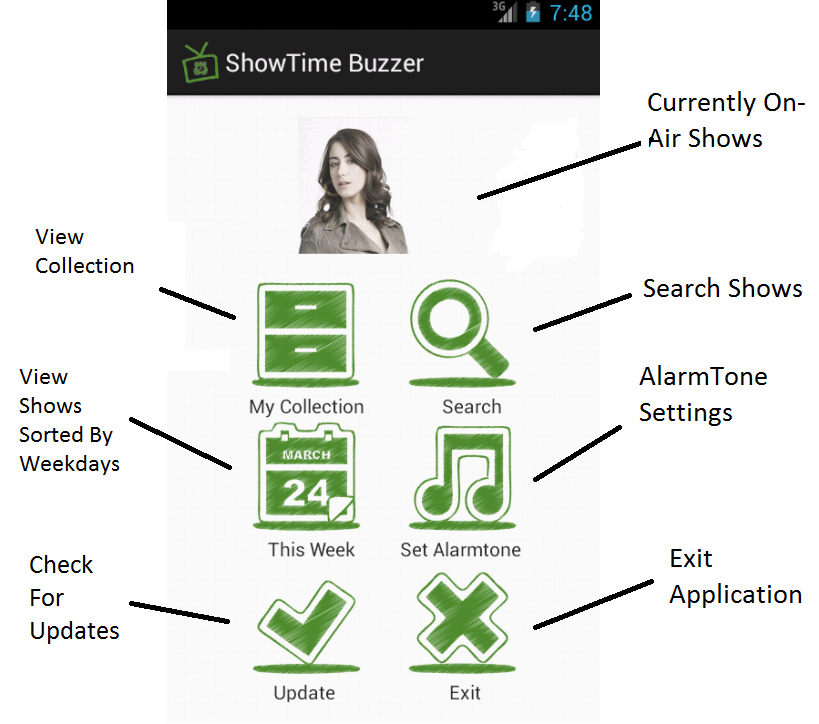 3G
7:48
ShowTime Buzzer
Currently On-
Air Shows
View
Collection
Search Shows
My Collection
Search
View
Shows
Sorted By
Weekdays
AlarmTone
Settings
MARCH
24
This Week
Set Alarmtone
Check
For
Updates
Exit
Application
Update
Exit